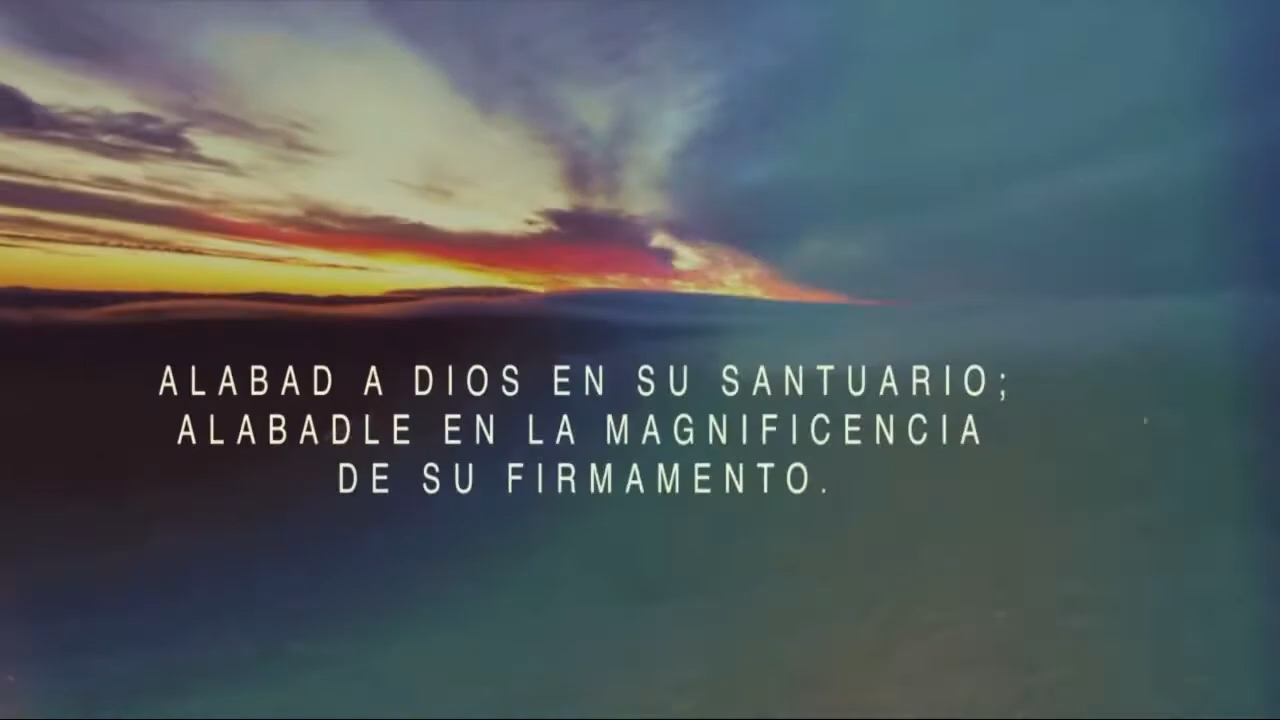 ALABAD A DIOS EN SU SANTUARIO;
ALABADLE EN LA MAGNIFICENCIA
DE SU FIRMAMENTO.